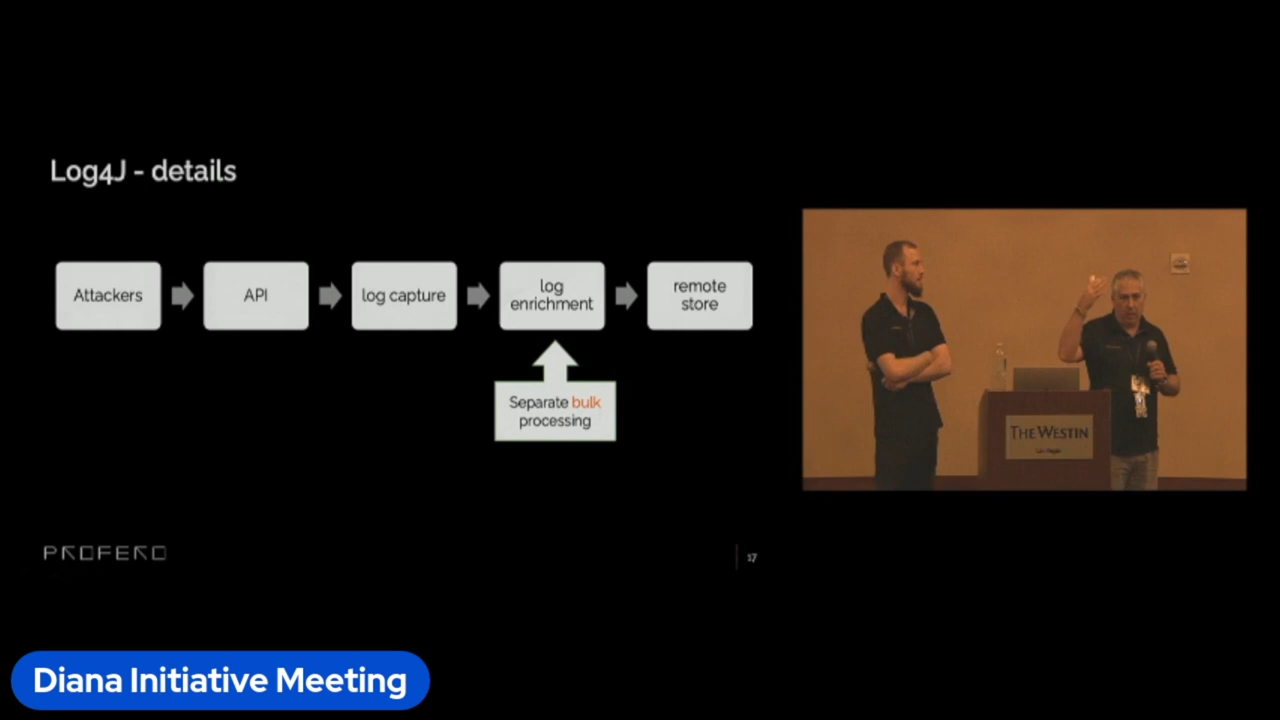 Log4J - details
Attackers
API
log capture
log
enrichment
remote
store
Separate bulk
processing
THE WESTIN
PROFERO
17
Diana Initiative Meeting